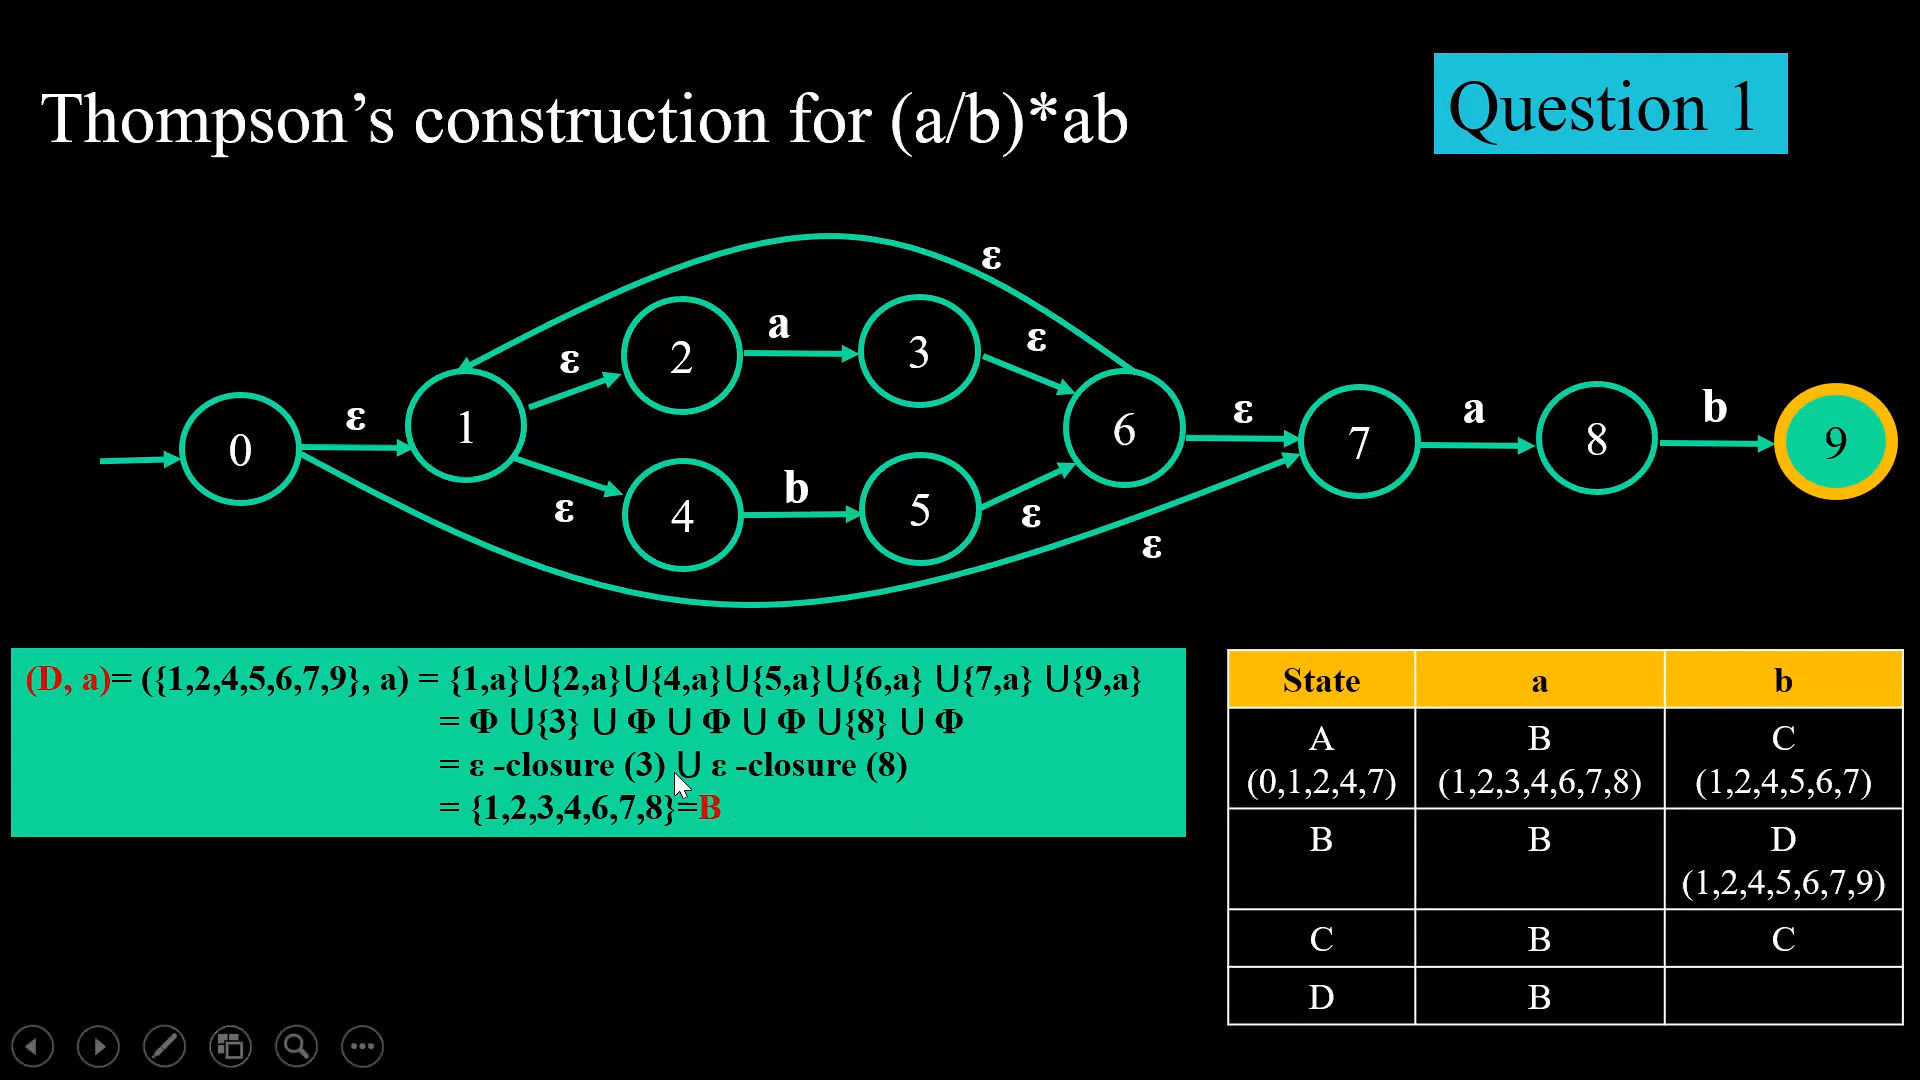 Thompson’s construction for (a/b)*ab
Question 1
ε
a
ε
ε
2
3
ε
0
1
6
ε
7
a
8
b
9
ε
4
b
5
ε
ε
(D, a)= ({1,2,4,5,6,7,9}, a) = {1,a}⋃{2,a}⋃{4,a}⋃{5,a}⋃{6,a} ⋃{7,a} ⋃{9,a}
= Φ ⋃{3} ⋃ Φ ⋃ Φ ⋃ Φ ⋃{8} ⋃ Φ
= ε -closure (3) ⋃ ε -closure (8)
= {1,2,3,4,6,7,8}=B
State a b
A B C
(0,1,2,4,7) (1,2,3,4,6,7,8) (1,2,4,5,6,7)
B B D
(1,2,4,5,6,7,9)
C B C
D B